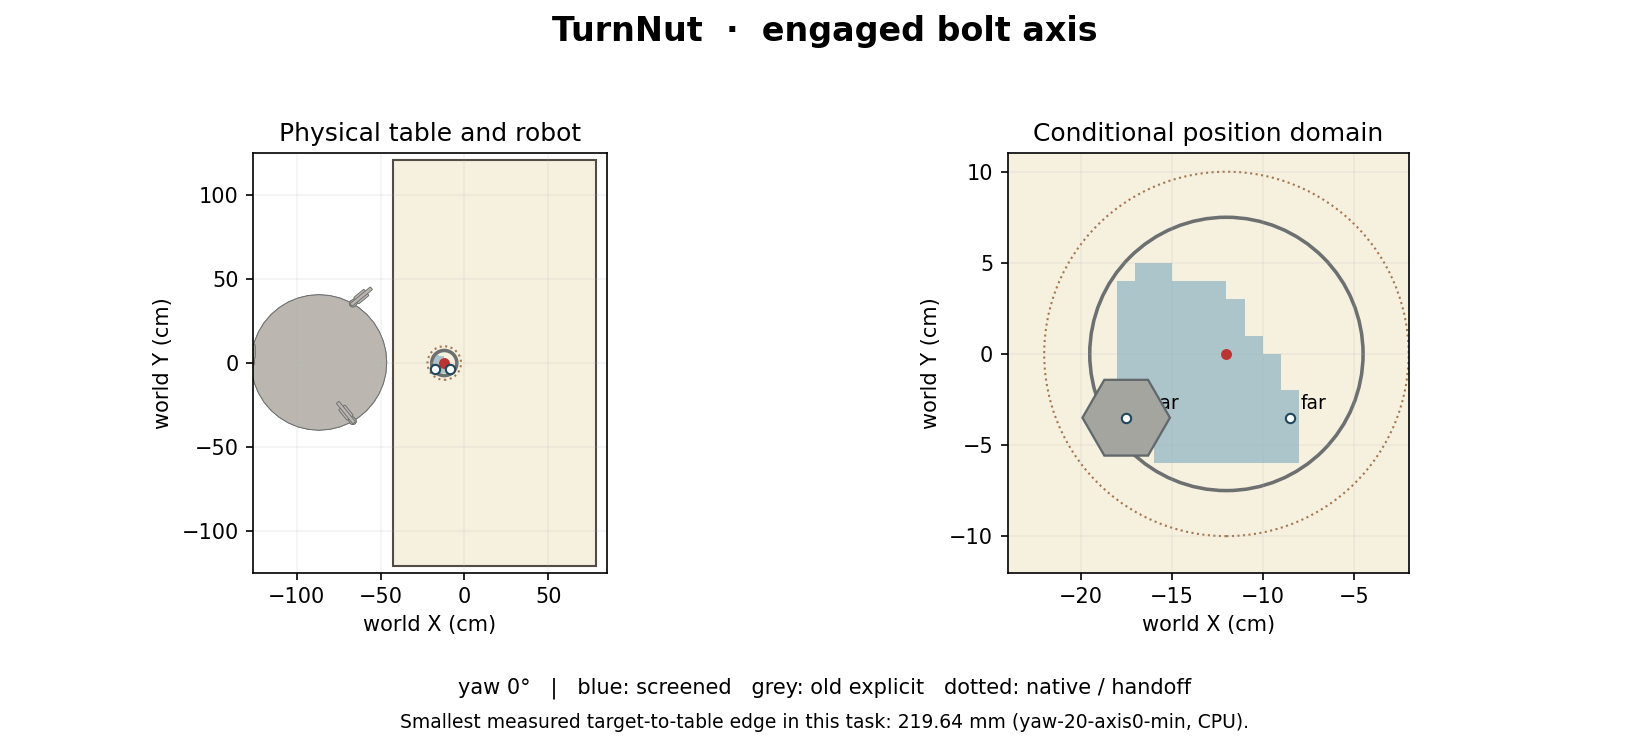 TurnNut · engaged bolt axis
Physical table and robot
world Y (cm)
100
50
0
−50
−100
−100 −50 0 50
world X (cm)
Conditional position domain
world Y (cm)
10
5
0
−5
−10
far
−20 −15 −10 −5
world X (cm)
yaw 0° | blue: screened grey: old explicit dotted: native / handoff
Smallest measured target-to-table edge in this task: 219.64 mm (yaw-20-axis0-min, CPU).